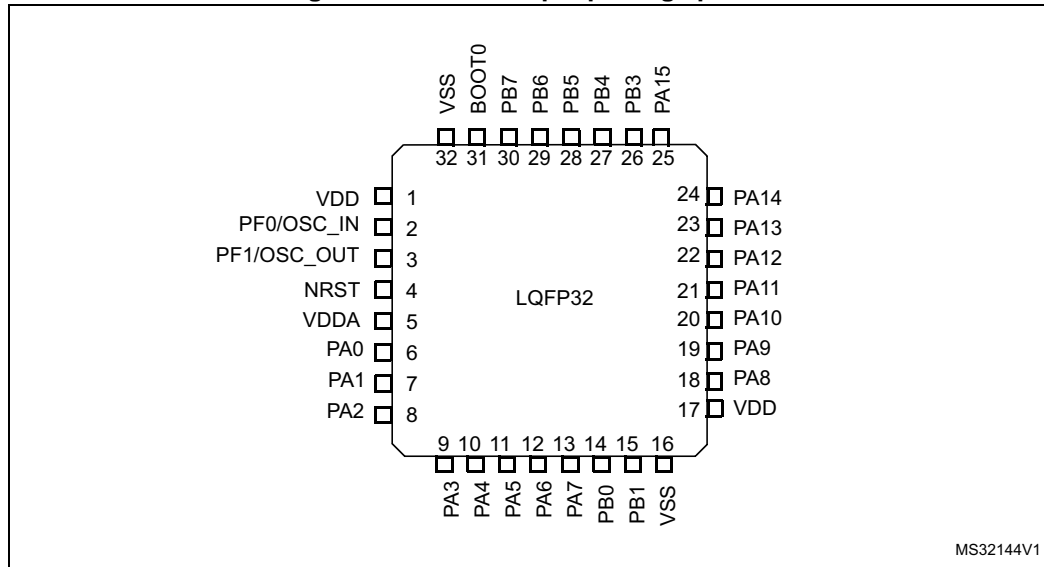 VSS
BOOT0
PB7
PB6
PB5
PB4
PB3
PA15
32 31 30 29 28 27 26 25
VDD 1
PF0/OSC_IN 2
PF1/OSC_OUT 3
NRST 4
VDDA 5
PA0 6
PA1 7
PA2 8
LQFP32
24 PA14
23 PA13
22 PA12
21 PA11
20 PA10
19 PA9
18 PA8
17 VDD
9 10 11 12 13 14 15 16
PA3
PA4
PA5
PA6
PA7
PB0
PB1
VSS
MS32144V1